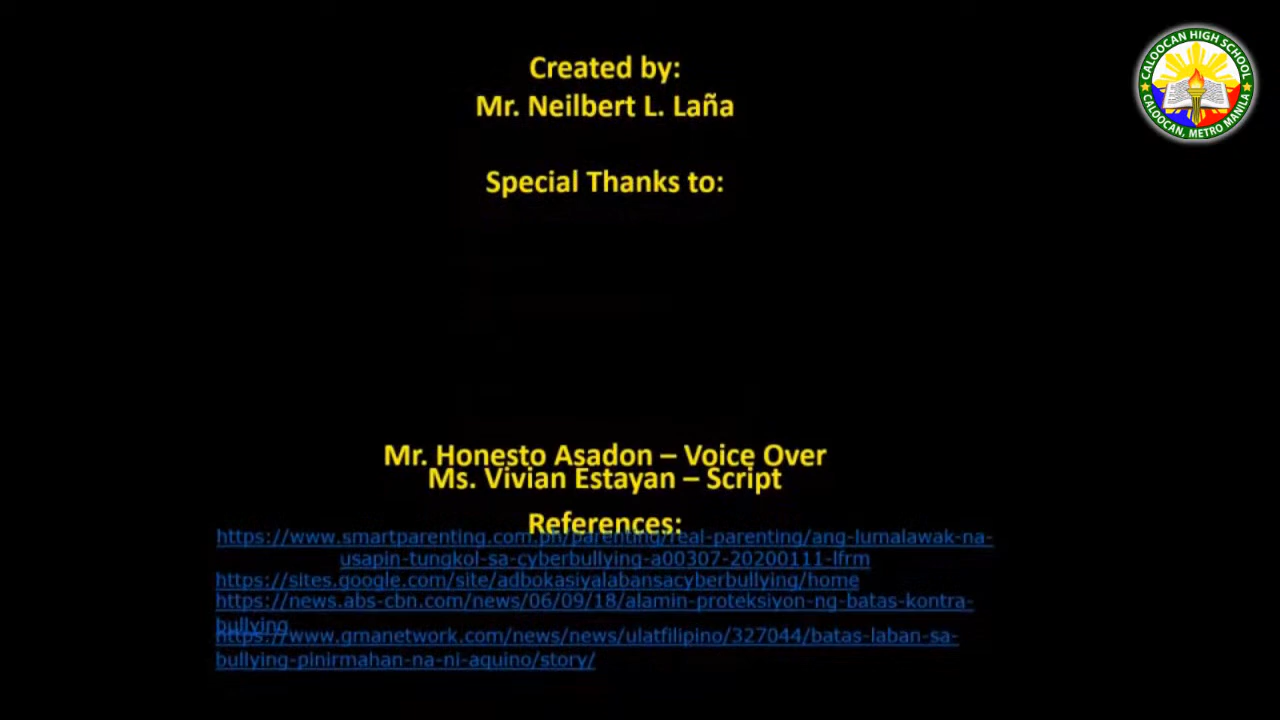 CALOOCAN HIGH SCHOOL
CALOOCAN, METRO MANILA
Created by:
Mr. Neilbert L. Laña
Special Thanks to:
Mr. Honesto Asadon – Voice Over
Ms. Vivian Estayan – Script
References:
https://www.smartparenting.com.ph/parenting/real-parenting/ang-lumalawak-na-
usapin-tungkol-sa-cyberbullying-a00307-20200111-lfrm
https://sites.google.com/site/adbokasiyalabansacyberbullying/home
https://news.abs-cbn.com/news/06/09/18/alamin-proteksiyon-ng-batas-kontra-
bullying
https://www.gmanetwork.com/news/news/ulatfilipino/327044/batas-laban-sa-
bullying-pinirmahan-na-ni-aquino/story/